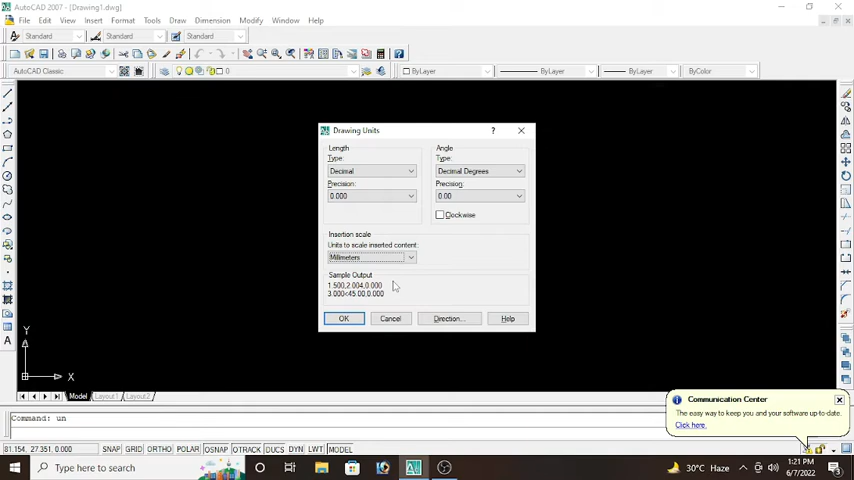 AutoCAD 2007 - [Drawing1.dwg]
File Edit View Insert Format Tools Draw Dimension Modify Window Help
Standard Standard Standard
AutoCAD Classic 0 ByLayer ByLayer ByColor
Drawing Units
Length
Type:
Decimal
Precision:
0.000
Angle
Type:
Decimal Degrees
Precision:
0.00
Clockwise
Insertion scale
Units to scale inserted content:
Millimeters
Sample Output
1.500,2.004,0.000
3.000<45.00,0.000
OK Cancel Direction... Help
Y
X
Model Layout1 Layout2
Communication Center
The easy way to keep you and your software up-to-date.
Click here.
Command: un
81.154, 27.351, 0.000 SNAP GRID ORTHO POLAR OSNAP OTRACK DUCS DYN LWT MODEL
Type here to search
30°C Haze
1:21 PM
6/7/2022
3